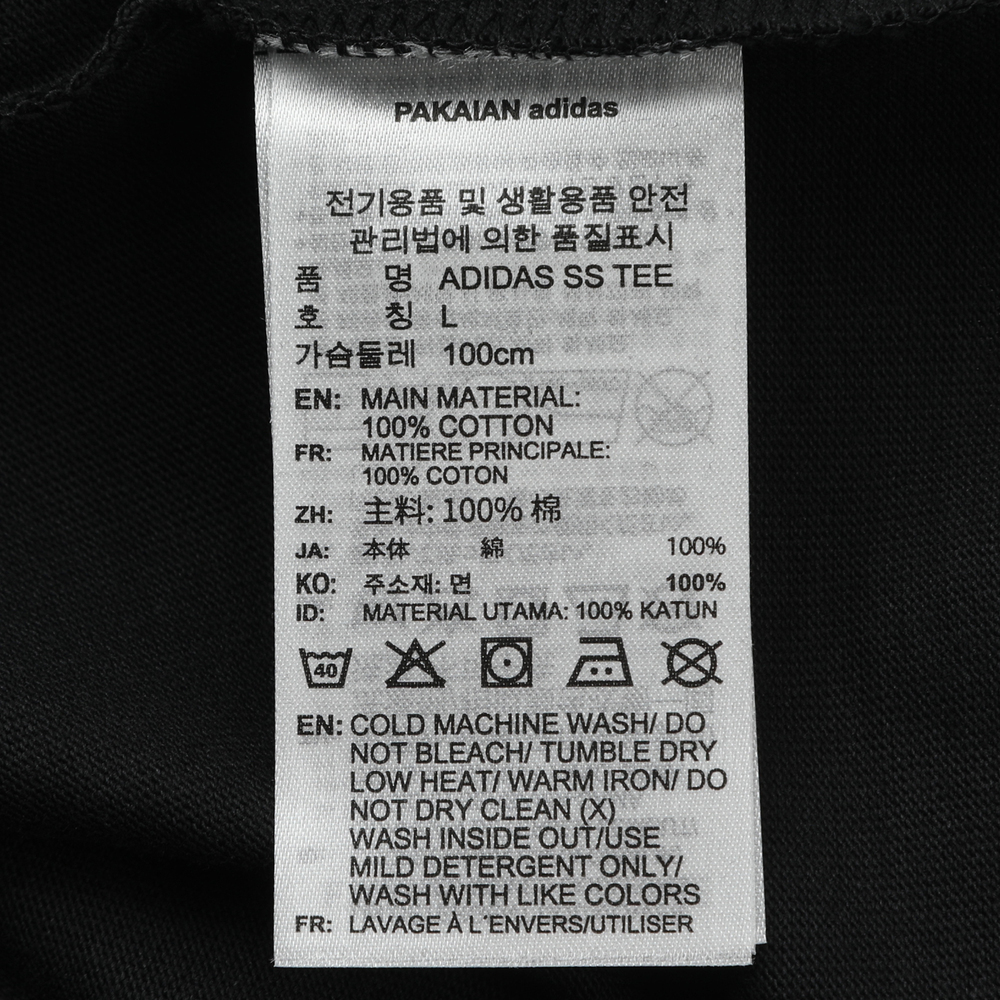 PAKAIAN adidas
전기용품 및 생활용품 안전
관리법에 의한 품질표시
품 명 ADIDAS SS TEE
호 칭 L
가슴둘레 100cm
EN: MAIN MATERIAL:
100% COTTON
FR: MATIERE PRINCIPALE:
100% COTON
ZH: 主料: 100% 棉
JA: 本体 綿 100%
KO: 주소재: 면 100%
ID: MATERIAL UTAMA: 100% KATUN
40
EN: COLD MACHINE WASH/ DO
NOT BLEACH/ TUMBLE DRY
LOW HEAT/ WARM IRON/ DO
NOT DRY CLEAN (X)
WASH INSIDE OUT/USE
MILD DETERGENT ONLY/
WASH WITH LIKE COLORS
FR: LAVAGE À L´ENVERS/UTILISER